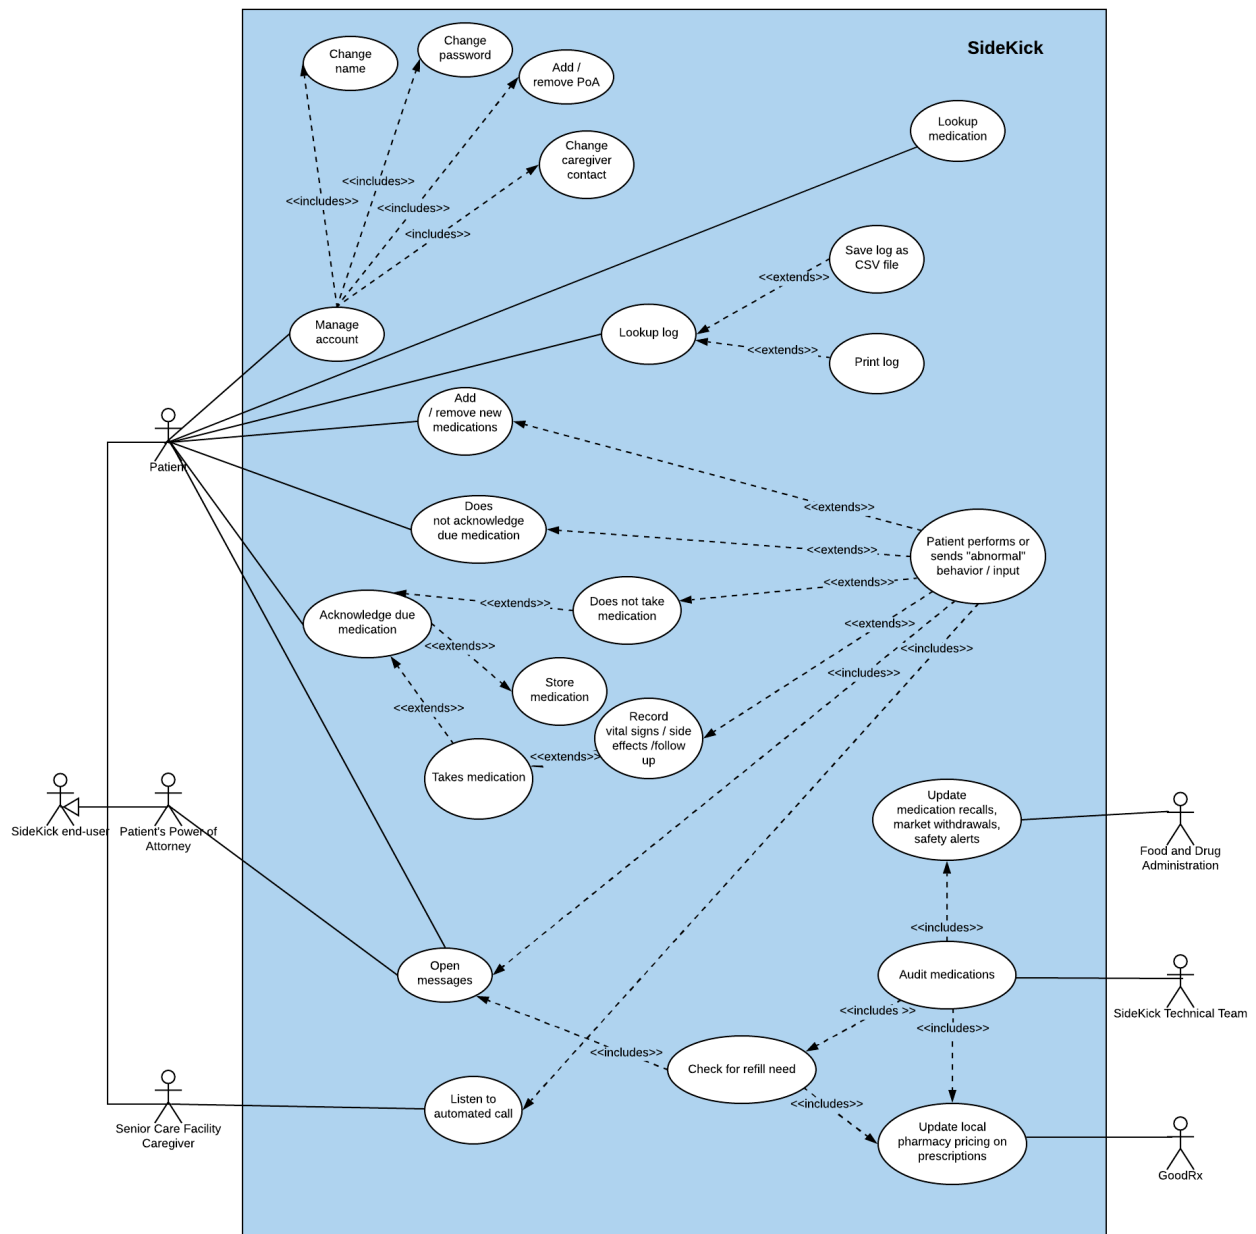 SideKick
Change
name
Change
password
Add /
remove PoA
Change
caregiver
contact
Lookup
medication
<<includes>>
<<includes>>
<<includes>>
<includes>>
Save log as
CSV file
<<extends>>
Manage
account
Lookup log
<<extends>>
Print log
Add
/ remove new
medications
Patient
Does
not acknowledge
due medication
<<extends>>
<<extends>>
Patient performs or
sends "abnormal"
behavior / input
Acknowledge due
medication
<<extends>>
Does not take
medication
<<extends>>
<<extends>>
<<extends>>
<<includes>>
<<includes>>
Store
medication
<<extends>>
Record
vital signs / side
effects /follow
up
Takes medication
<<extends>>
SideKick end-user
Patient's Power of
Attorney
Update
medication recalls,
market withdrawals,
safety alerts
Food and Drug
Administration
<<includes>>
Open
messages
Audit medications
SideKick Technical Team
<<includes >>
<<includes>>
<<includes>>
Check for refill need
<<includes>>
Listen to
automated call
Senior Care Facility
Caregiver
Update local
pharmacy pricing on
prescriptions
GoodRx